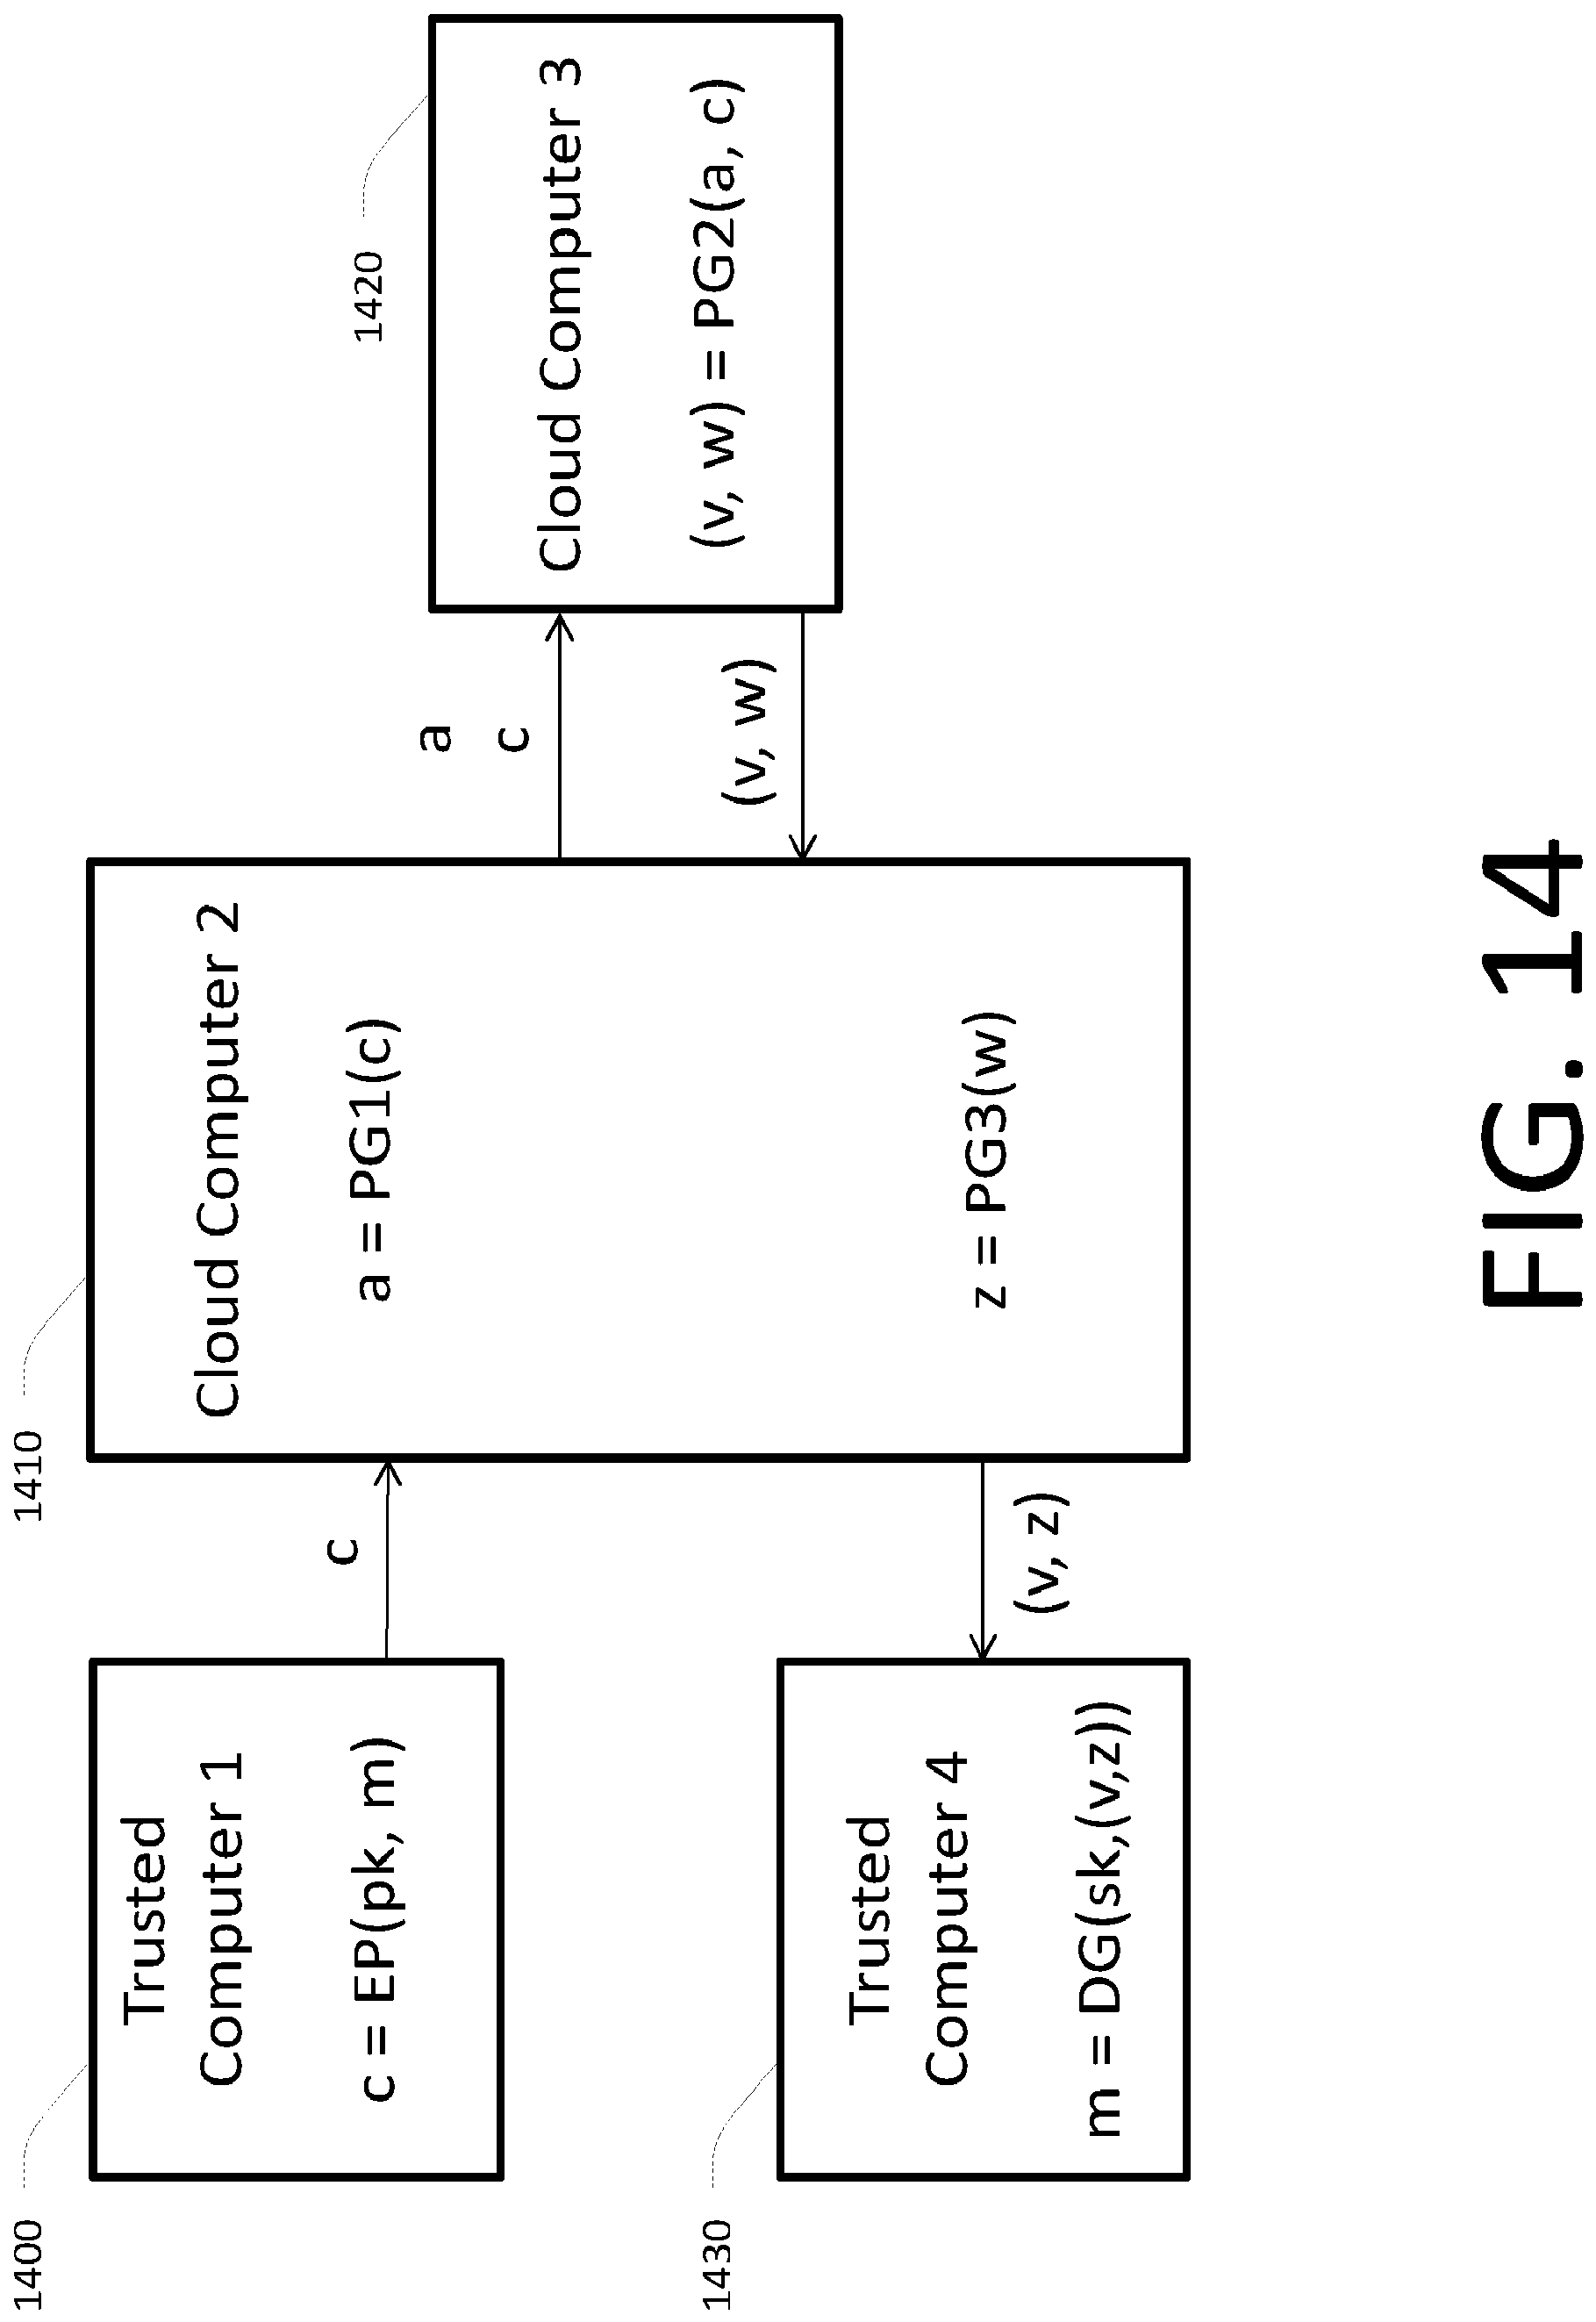 1400
Trusted
Computer 1
c = EP(pk, m)
c
1410
Cloud Computer 2
a = PG1(c)
z = PG3(w)
a
c
(v, w)
1420
Cloud Computer 3
(v, w) = PG2(a, c)
1430
Trusted
Computer 4
m = DG(sk,(v,z))
(v, z)
FIG. 14